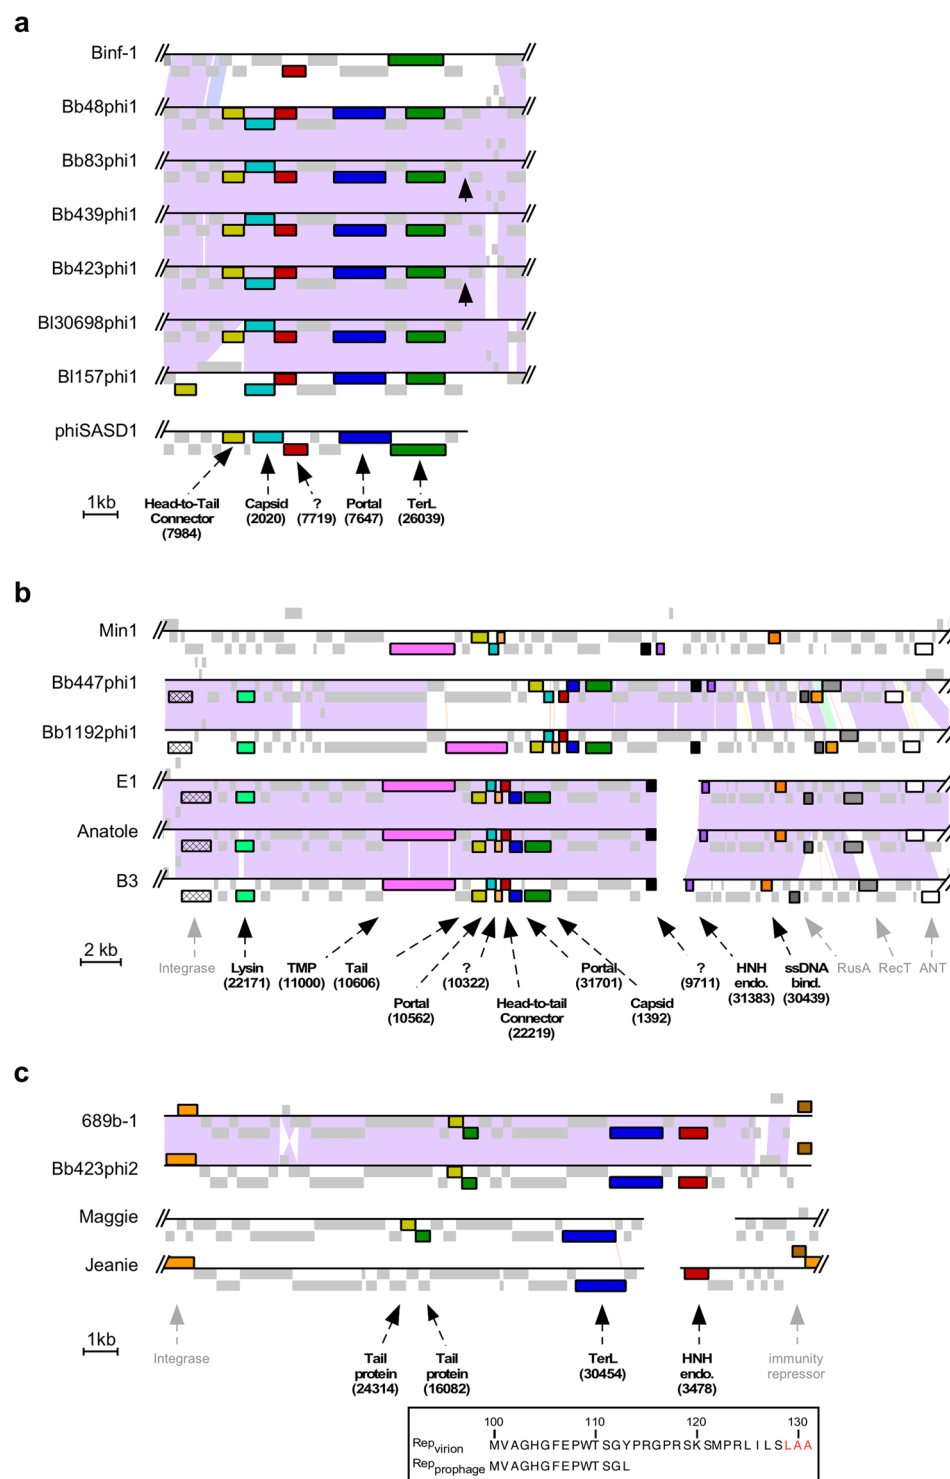 a
Binf-1
Bb48phi1
Bb83phi1
Bb439phi1
Bb423phi1
Bl30698phi1
Bl157phi1
phiSASD1
1kb
Head-to-Tail Connector (7984)
Capsid (2020)
? (7719)
Portal (7647)
TerL (26039)
b
Min1
Bb447phi1
Bb1192phi1
E1
Anatole
B3
2 kb
Integrase
Lysin (22171)
TMP (11000)
Tail (10606)
Portal (10562)
? (10322)
Head-to-tail Connector (22219)
Portal (31701)
Capsid (1392)
? (9711)
HNH endo. (31383)
ssDNA bind. (30439)
RusA
RecT
ANT
c
689b-1
Bb423phi2
Maggie
Jeanie
1kb
Integrase
Tail protein (24314)
Tail protein (16082)
TerL (30454)
HNH endo. (3478)
immunity repressor
100 110 120 130
Rep virion MVAGHGFEPWTSGYPRGPRSKSMPRLILSLAA
Rep prophage MVAGHGFEPWTSGL